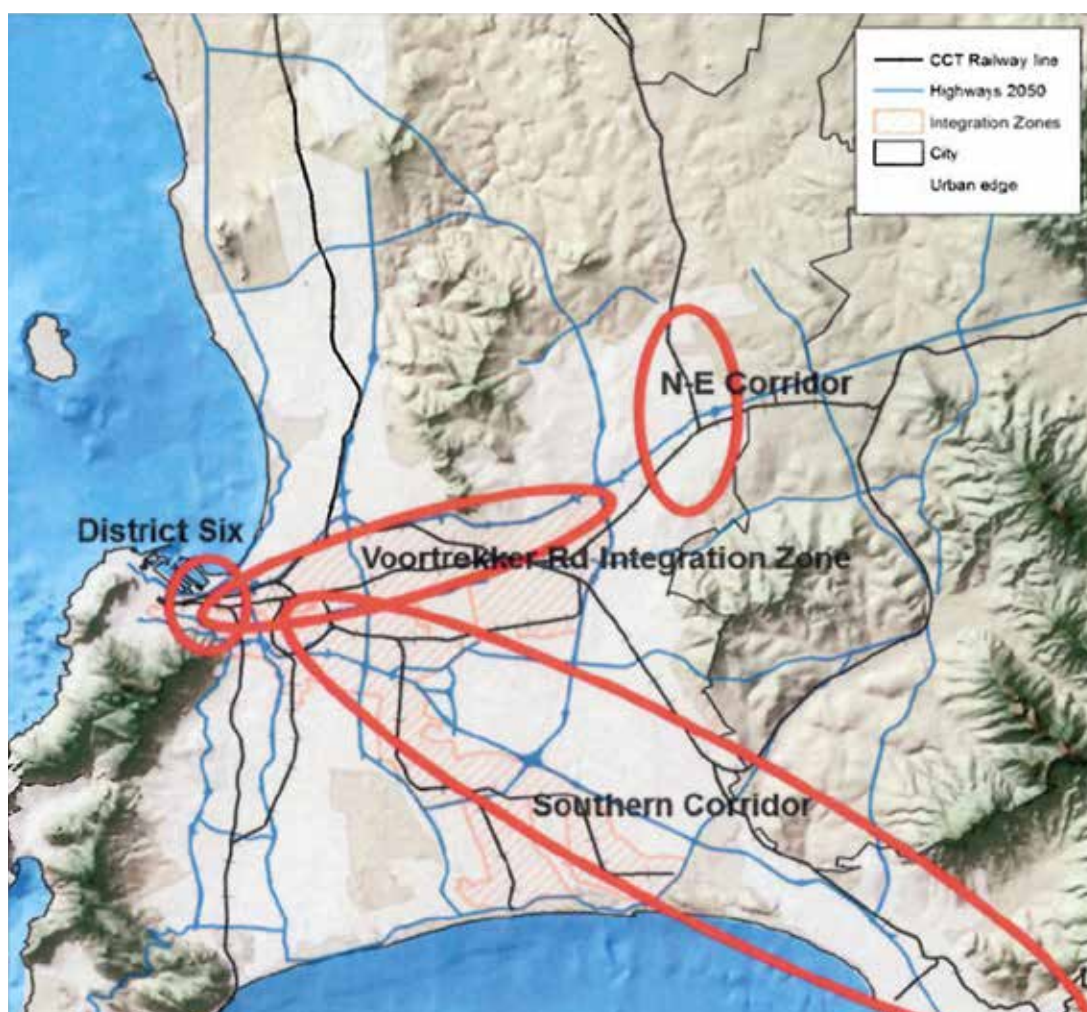 CCT Railway line
Highways 2050
Integration Zones
City
Urban edge
N-E Corridor
District Six
Voortrekker Rd Integration Zone
Southern Corridor